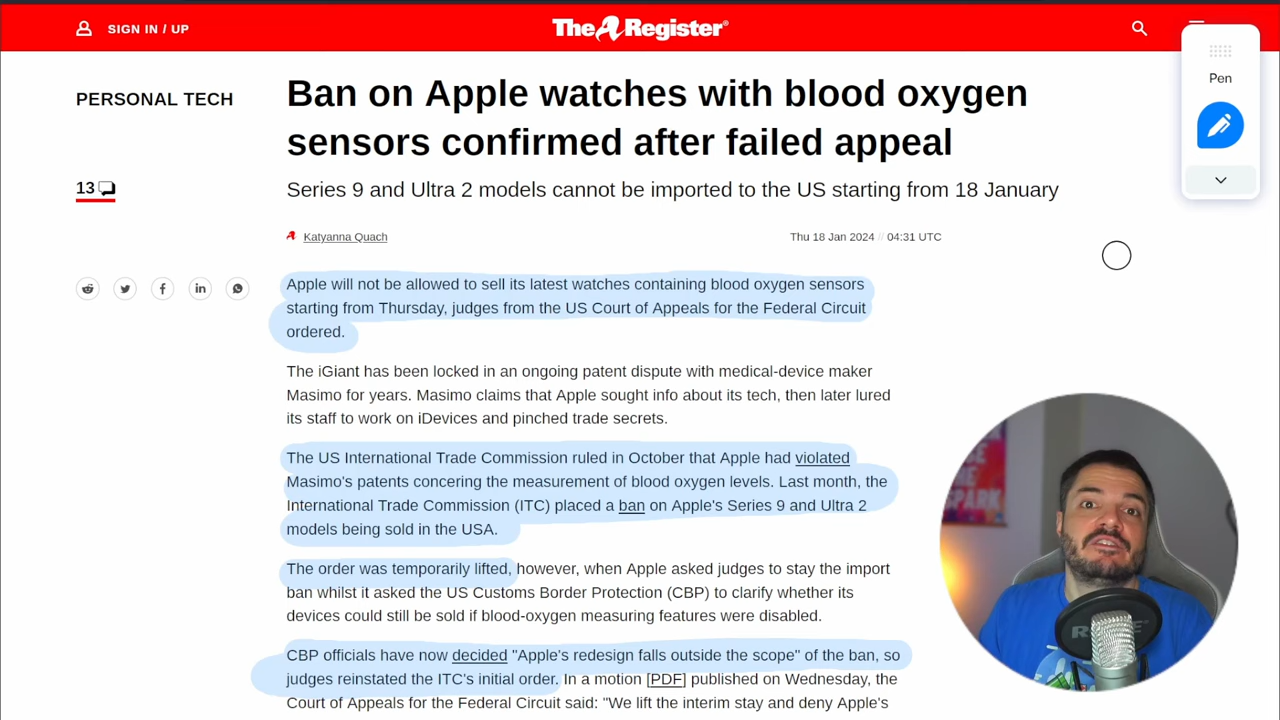 SIGN IN / UP
The Register®
Pen
PERSONAL TECH
Ban on Apple watches with blood oxygen
sensors confirmed after failed appeal
13
Series 9 and Ultra 2 models cannot be imported to the US starting from 18 January
Katyanna Quach
Thu 18 Jan 2024 // 04:31 UTC
Apple will not be allowed to sell its latest watches containing blood oxygen sensors
starting from Thursday, judges from the US Court of Appeals for the Federal Circuit
ordered.
The iGiant has been locked in an ongoing patent dispute with medical-device maker
Masimo for years. Masimo claims that Apple sought info about its tech, then later lured
its staff to work on iDevices and pinched trade secrets.
The US International Trade Commission ruled in October that Apple had violated
Masimo's patents concering the measurement of blood oxygen levels. Last month, the
International Trade Commission (ITC) placed a ban on Apple's Series 9 and Ultra 2
models being sold in the USA.
The order was temporarily lifted, however, when Apple asked judges to stay the import
ban whilst it asked the US Customs Border Protection (CBP) to clarify whether its
devices could still be sold if blood-oxygen measuring features were disabled.
CBP officials have now decided "Apple's redesign falls outside the scope" of the ban, so
judges reinstated the ITC's initial order. In a motion [PDF] published on Wednesday, the
Court of Appeals for the Federal Circuit said: "We lift the interim stay and deny Apple's